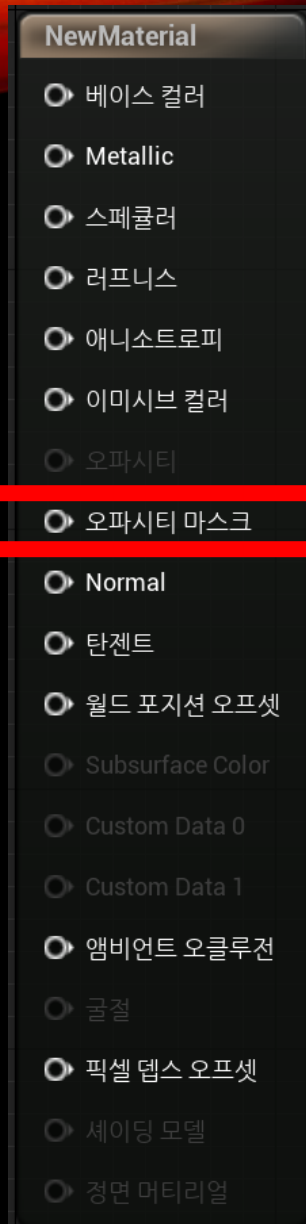 NewMaterial
베이스 컬러
Metallic
스페큘러
러프니스
애니소트로피
이미시브 컬러
오파시티
오파시티 마스크
Normal
탄젠트
월드 포지션 오프셋
Subsurface Color
Custom Data 0
Custom Data 1
앰비언트 오클루전
굴절
픽셀 뎁스 오프셋
셰이딩 모델
정면 머티리얼